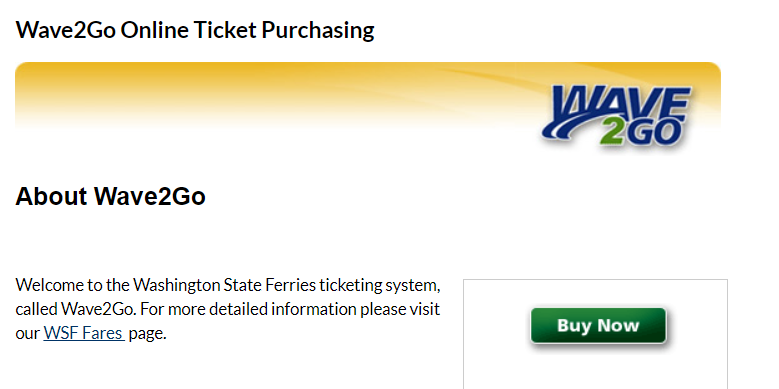 Wave2Go Online Ticket Purchasing
WAVE
2GO
About Wave2Go
Welcome to the Washington State Ferries ticketing system,
called Wave2Go. For more detailed information please visit
our WSF Fares page.
Buy Now